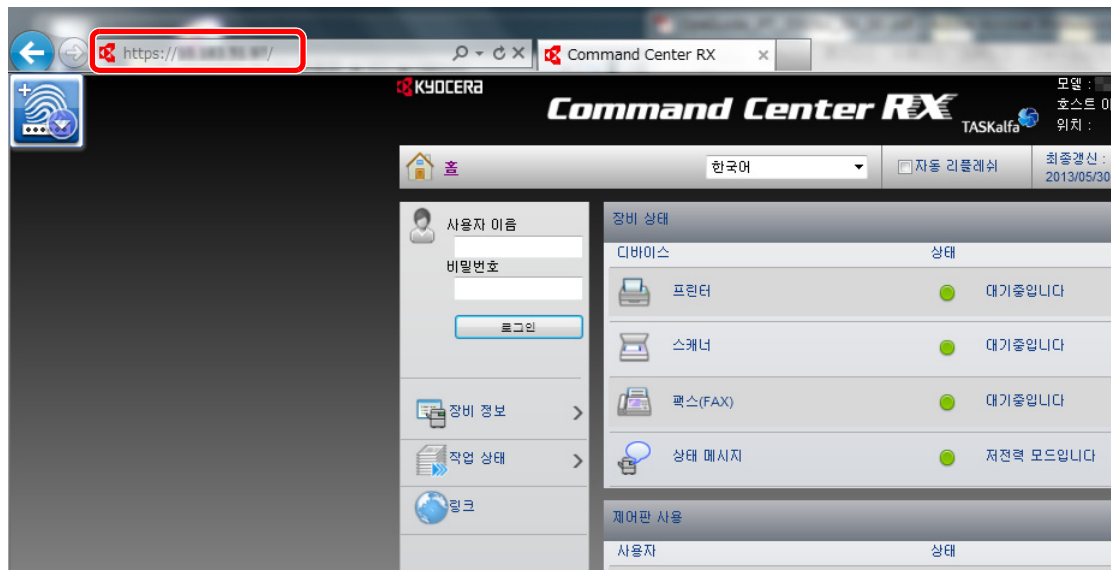 https://
Command Center RX
KYOCERA
Command Center RX
TASKalfa
모델 :
호스트 이
위치 :
홈
한국어
자동 리플레쉬
최종갱신 :
2013/05/30
사용자 이름
비밀번호
로그인
장비 정보
작업 상태
링크
장비 상태
디바이스 상태
프린터 대기중입니다
스캐너 대기중입니다
팩스(FAX) 대기중입니다
상태 메시지 저전력 모드입니다
제어판 사용
사용자 상태